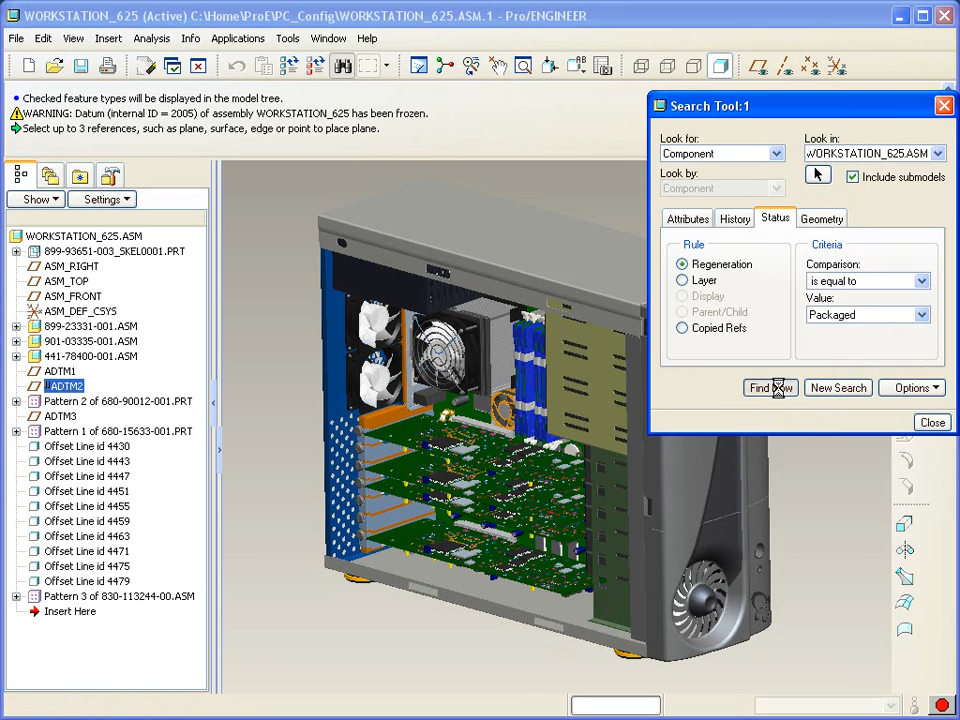 WORKSTATION_625 (Active) C:\Home\ProE\PC_Config\WORKSTATION_625.ASM.1 - Pro/ENGINEER
File Edit View Insert Analysis Info Applications Tools Window Help
• Checked feature types will be displayed in the model tree.
WARNING: Datum (internal ID = 2005) of assembly WORKSTATION_625 has been frozen.
Select up to 3 references, such as plane, surface, edge or point to place plane.
Show Settings
WORKSTATION_625.ASM
899-93651-003_SKEL0001.PRT
ASM_RIGHT
ASM_TOP
ASM_FRONT
ASM_DEF_CSYS
899-23331-001.ASM
901-03335-001.ASM
441-78400-001.ASM
ADTM1
ADTM2
Pattern 2 of 680-90012-001.PRT
ADTM3
Pattern 1 of 680-15633-001.PRT
Offset Line id 4430
Offset Line id 4443
Offset Line id 4447
Offset Line id 4451
Offset Line id 4455
Offset Line id 4459
Offset Line id 4463
Offset Line id 4471
Offset Line id 4475
Offset Line id 4479
Pattern 3 of 830-113244-00.ASM
Insert Here
Search Tool:1
Look for: Look in:
Component WORKSTATION_625.ASM
Look by: Include submodels
Component
Attributes History Status Geometry
Rule Criteria
Regeneration Comparison:
Layer is equal to
Display Value:
Parent/Child Packaged
Copied Refs
Find Now New Search Options
Close